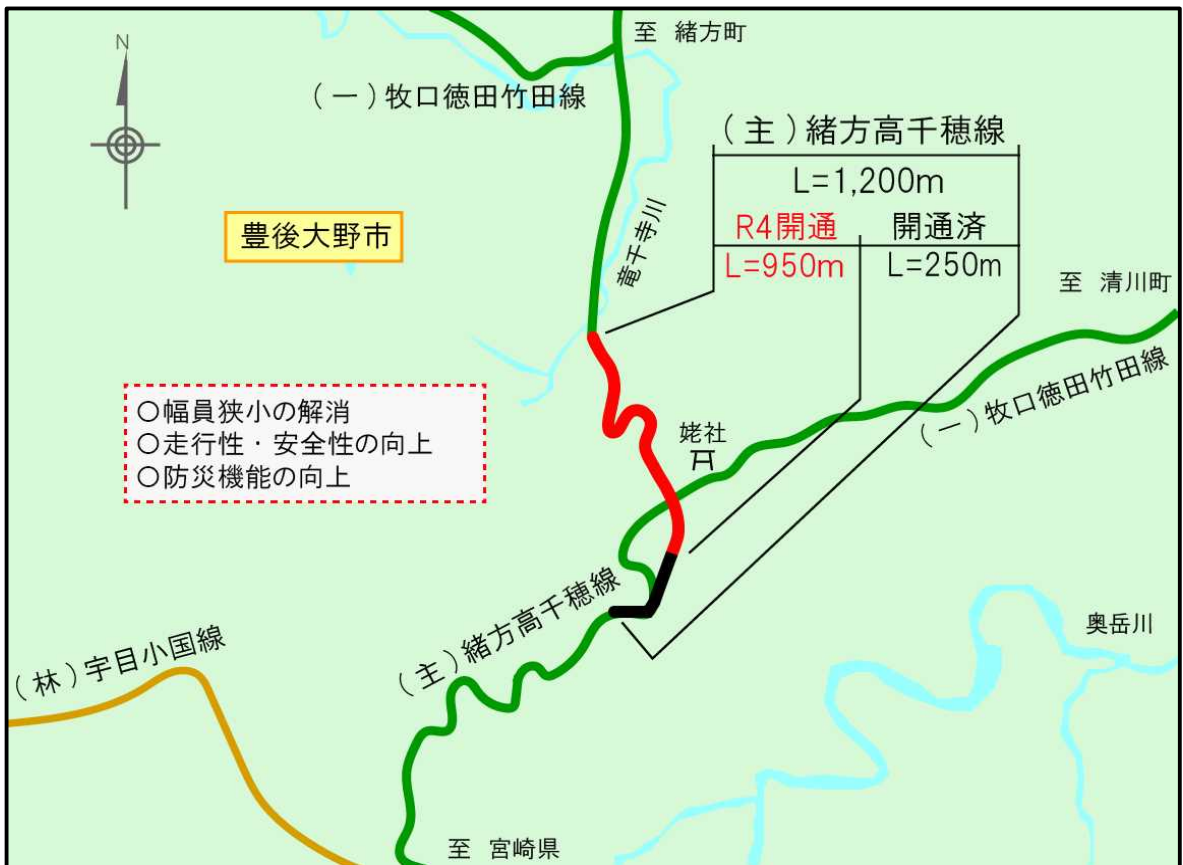 N
至 緒方町
(一)牧口徳田竹田線
(主)緒方高千穂線
L=1,200m
R4開通
開通済
L=950m
L=250m
豊後大野市
竜千寺川
至 清川町
(一)牧口徳田竹田線
○幅員狭小の解消
○走行性・安全性の向上
○防災機能の向上
姥社
(主)緒方高千穂線
奥岳川
(林)宇目小国線
至 宮崎県